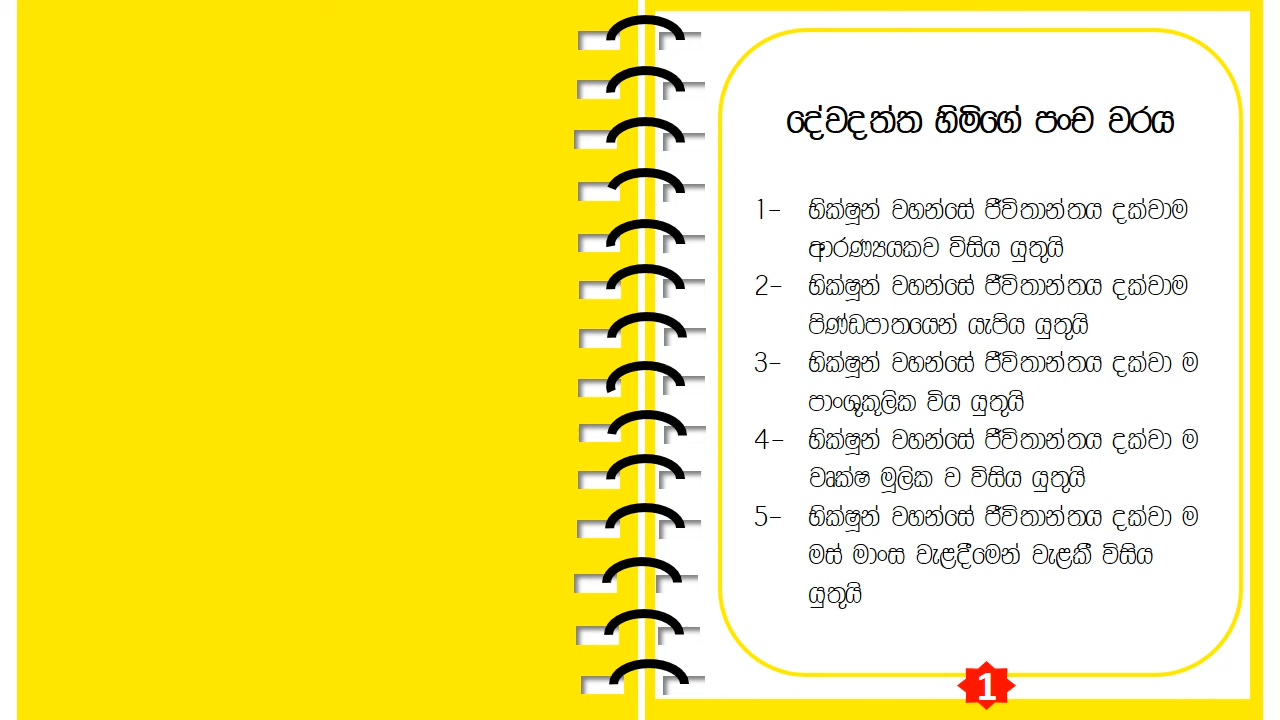 දේවදත්ත හිමිගේ පංච වරය
1- භික්ෂූන් වහන්සේ ජීවිතාන්තය දක්වාම
ආරණ්‍යයකව විසිය යුතුයි
2- භික්ෂූන් වහන්සේ ජීවිතාන්තය දක්වාම
පිණ්ඩපාතයෙන් යැපිය යුතුයි
3- භික්ෂූන් වහන්සේ ජීවිතාන්තය දක්වා ම
පාංශුකුලික විය යුතුයි
4- භික්ෂූන් වහන්සේ ජීවිතාන්තය දක්වා ම
වෘක්ෂ මූලික ව විසිය යුතුයි
5- භික්ෂූන් වහන්සේ ජීවිතාන්තය දක්වා ම
මස් මාංස වැළදීමෙන් වැළකී විසිය
යුතුයි
1